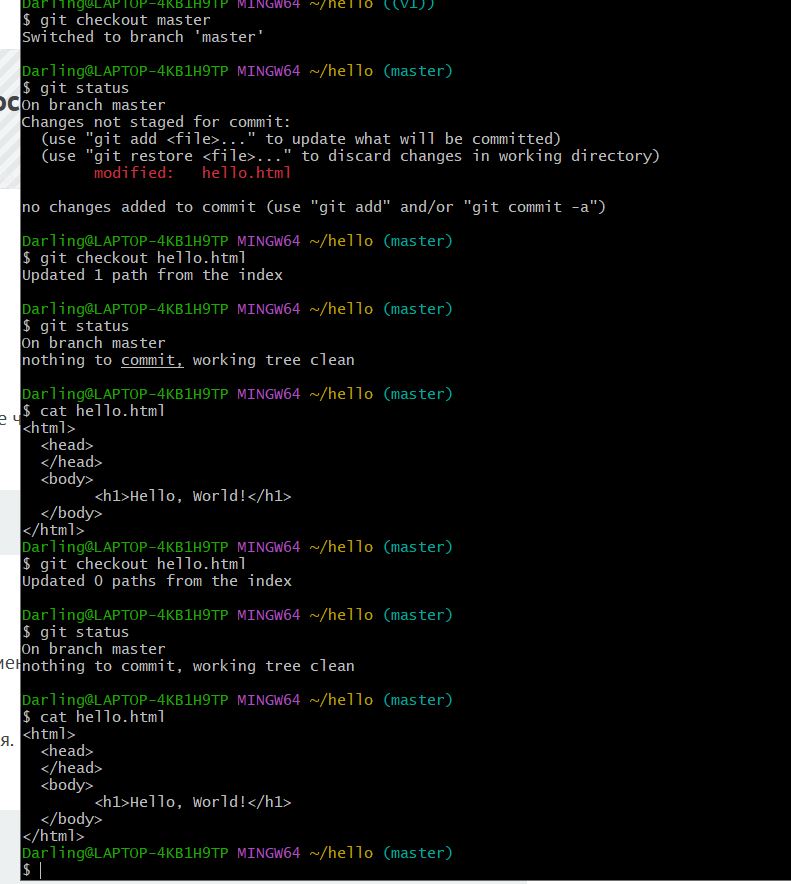 Darling@LAPTOP-4KB1H9TP MINGW64 ~/hello ((v1))
$ git checkout master
Switched to branch 'master'
Darling@LAPTOP-4KB1H9TP MINGW64 ~/hello (master)
$ git status
On branch master
Changes not staged for commit:
  (use "git add <file>..." to update what will be committed)
  (use "git restore <file>..." to discard changes in working directory)
        modified:   hello.html
no changes added to commit (use "git add" and/or "git commit -a")
Darling@LAPTOP-4KB1H9TP MINGW64 ~/hello (master)
$ git checkout hello.html
Updated 1 path from the index
Darling@LAPTOP-4KB1H9TP MINGW64 ~/hello (master)
$ git status
On branch master
nothing to commit, working tree clean
Darling@LAPTOP-4KB1H9TP MINGW64 ~/hello (master)
$ cat hello.html
<html>
  <head>
  </head>
  <body>
        <h1>Hello, World!</h1>
  </body>
</html>
Darling@LAPTOP-4KB1H9TP MINGW64 ~/hello (master)
$ git checkout hello.html
Updated 0 paths from the index
Darling@LAPTOP-4KB1H9TP MINGW64 ~/hello (master)
$ git status
On branch master
nothing to commit, working tree clean
Darling@LAPTOP-4KB1H9TP MINGW64 ~/hello (master)
$ cat hello.html
<html>
  <head>
  </head>
  <body>
        <h1>Hello, World!</h1>
  </body>
</html>
Darling@LAPTOP-4KB1H9TP MINGW64 ~/hello (master)
$